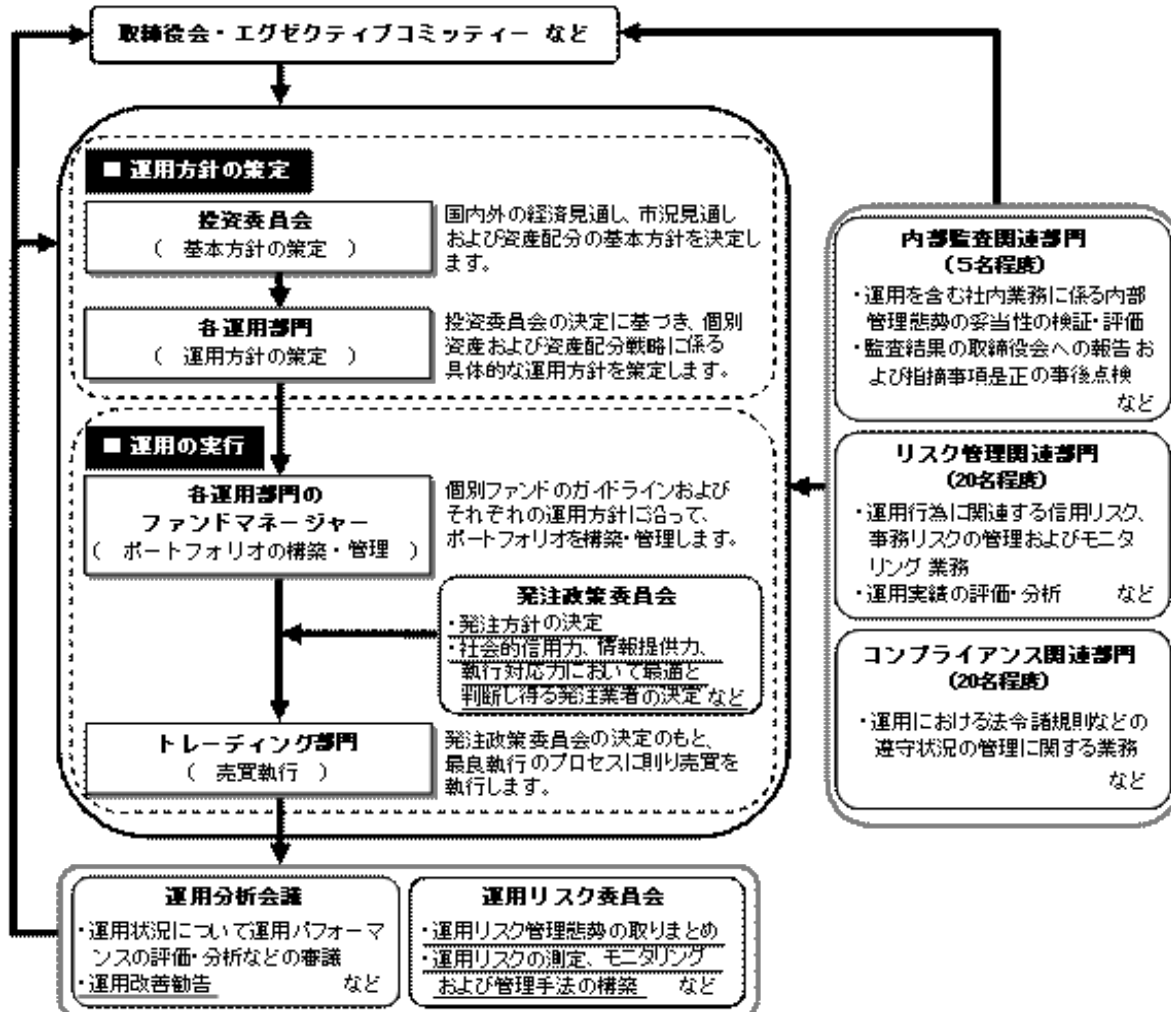 取締役会・エグゼクティブコミッティー など
■ 運用方針の策定
投資委員会
( 基本方針の策定 )
国内外の経済見通し、市況見通し
および資産配分の基本方針を決定し
ます。
各運用部門
( 運用方針の策定 )
投資委員会の決定に基づき、個別
資産および資産配分戦略に係る
具体的な運用方針を策定します。
■ 運用の実行
各運用部門の
ファンドマネージャー
( ポートフォリオの構築・管理 )
個別ファンドのガイドラインおよび
それぞれの運用方針に沿って、
ポートフォリオを構築・管理します。
発注政策委員会
・発注方針の決定
・社会的信用力、情報提供力、
執行対応力において最適と
判断し得る発注業者の決定 など
トレーディング部門
( 売買執行 )
発注政策委員会の決定のもと、
最良執行のプロセスに則り売買を
執行します。
運用分析会議
・運用状況について運用パフォーマ
ンスの評価・分析などの審議
・運用改善勧告 など
運用リスク委員会
・運用リスク管理態勢の取りまとめ
・運用リスクの測定、モニタリング
および管理手法の構築 など
内部監査関連部門
(5名程度)
・運用を含む社内業務に係る内部
管理態勢の妥当性の検証・評価
・監査結果の取締役会への報告 お
よび指摘事項是正の事後点検
など
リスク管理関連部門
(20名程度)
・運用行為に関連する信用リスク、
事務リスクの管理およびモニタ
リング 業務
・運用実績の評価・分析 など
コンプライアンス関連部門
(20名程度)
・運用における法令諸規則などの
遵守状況の管理に関する業務
など